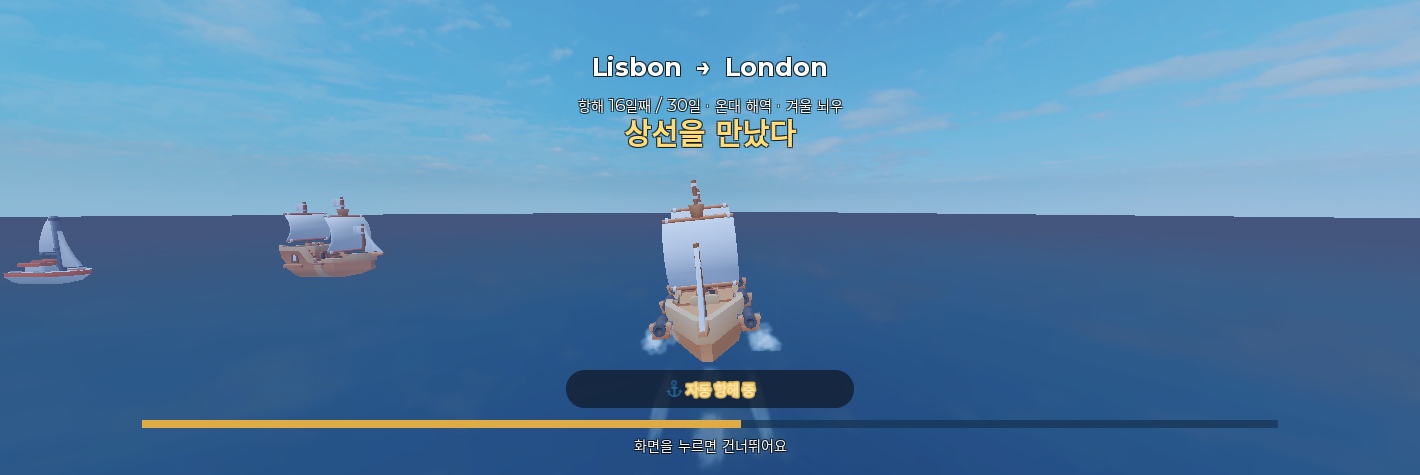 Lisbon → London
항해 16일째 / 30일 · 온대 해역 · 겨울 뇌우
상선을 만났다
⚓ 자동 항해 중
화면을 누르면 건너뛰어요